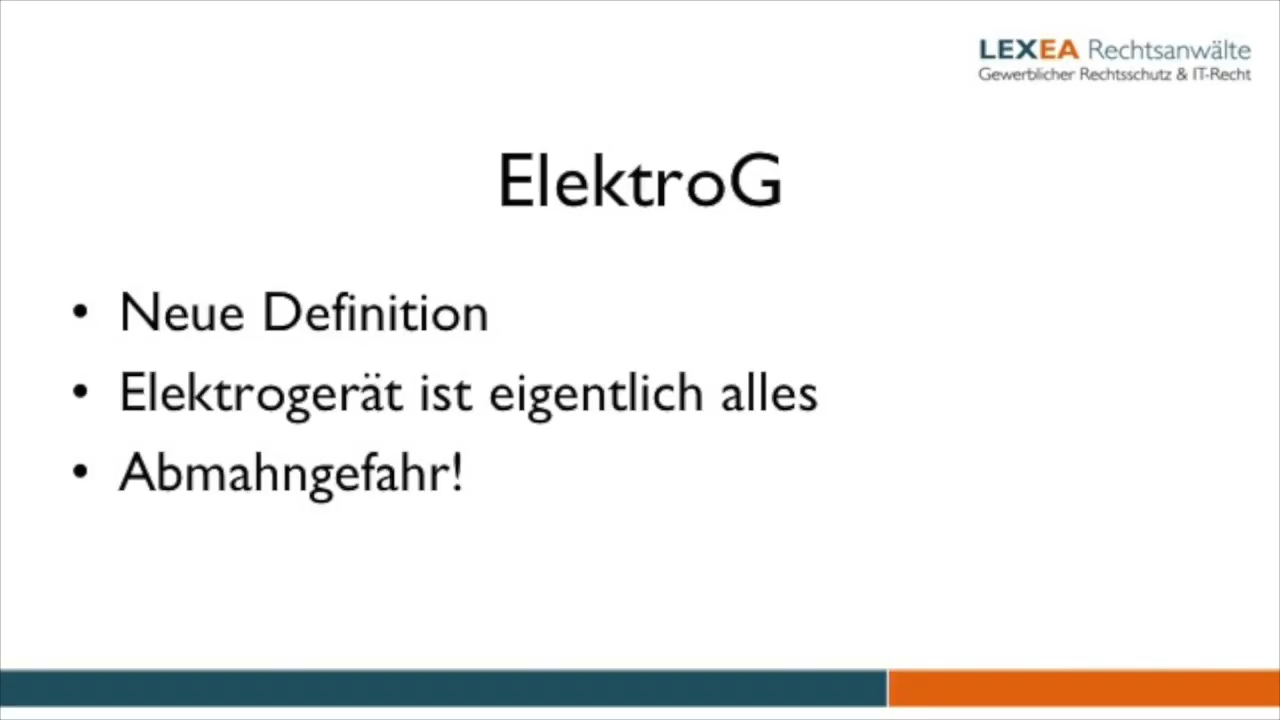 LEXEA Rechtsanwälte
Gewerblicher Rechtsschutz & IT-Recht
ElektroG
• Neue Definition
• Elektrogerät ist eigentlich alles
• Abmahngefahr!